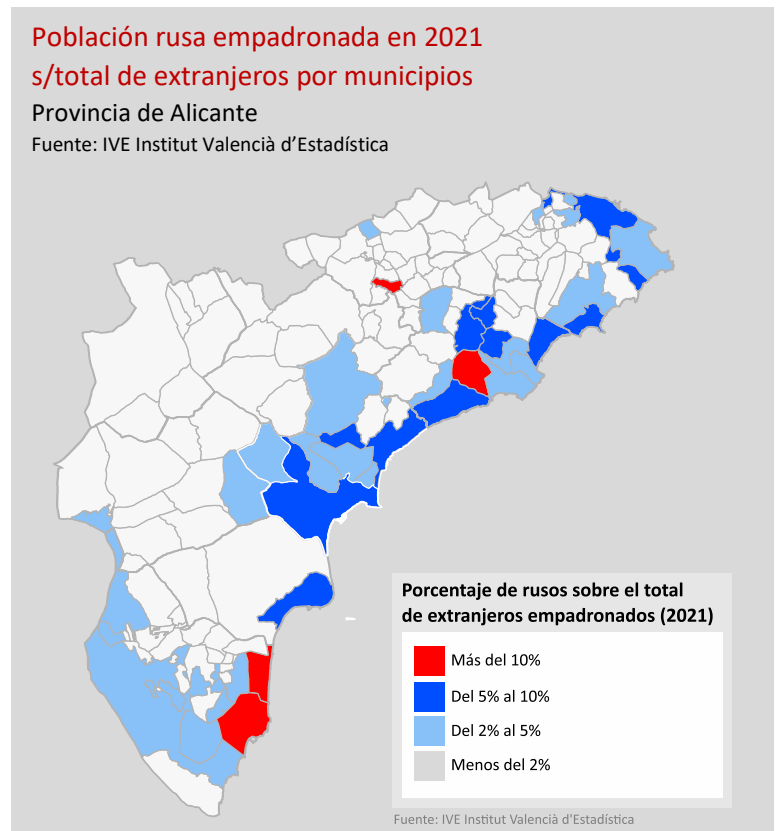 Población rusa empadronada en 2021
s/total de extranjeros por municipios
Provincia de Alicante
Fuente: IVE Institut Valencià d’Estadística
Porcentaje de rusos sobre el total
de extranjeros empadronados (2021)
Más del 10%
Del 5% al 10%
Del 2% al 5%
Menos del 2%
Fuente: IVE Institut Valencià d'Estadística